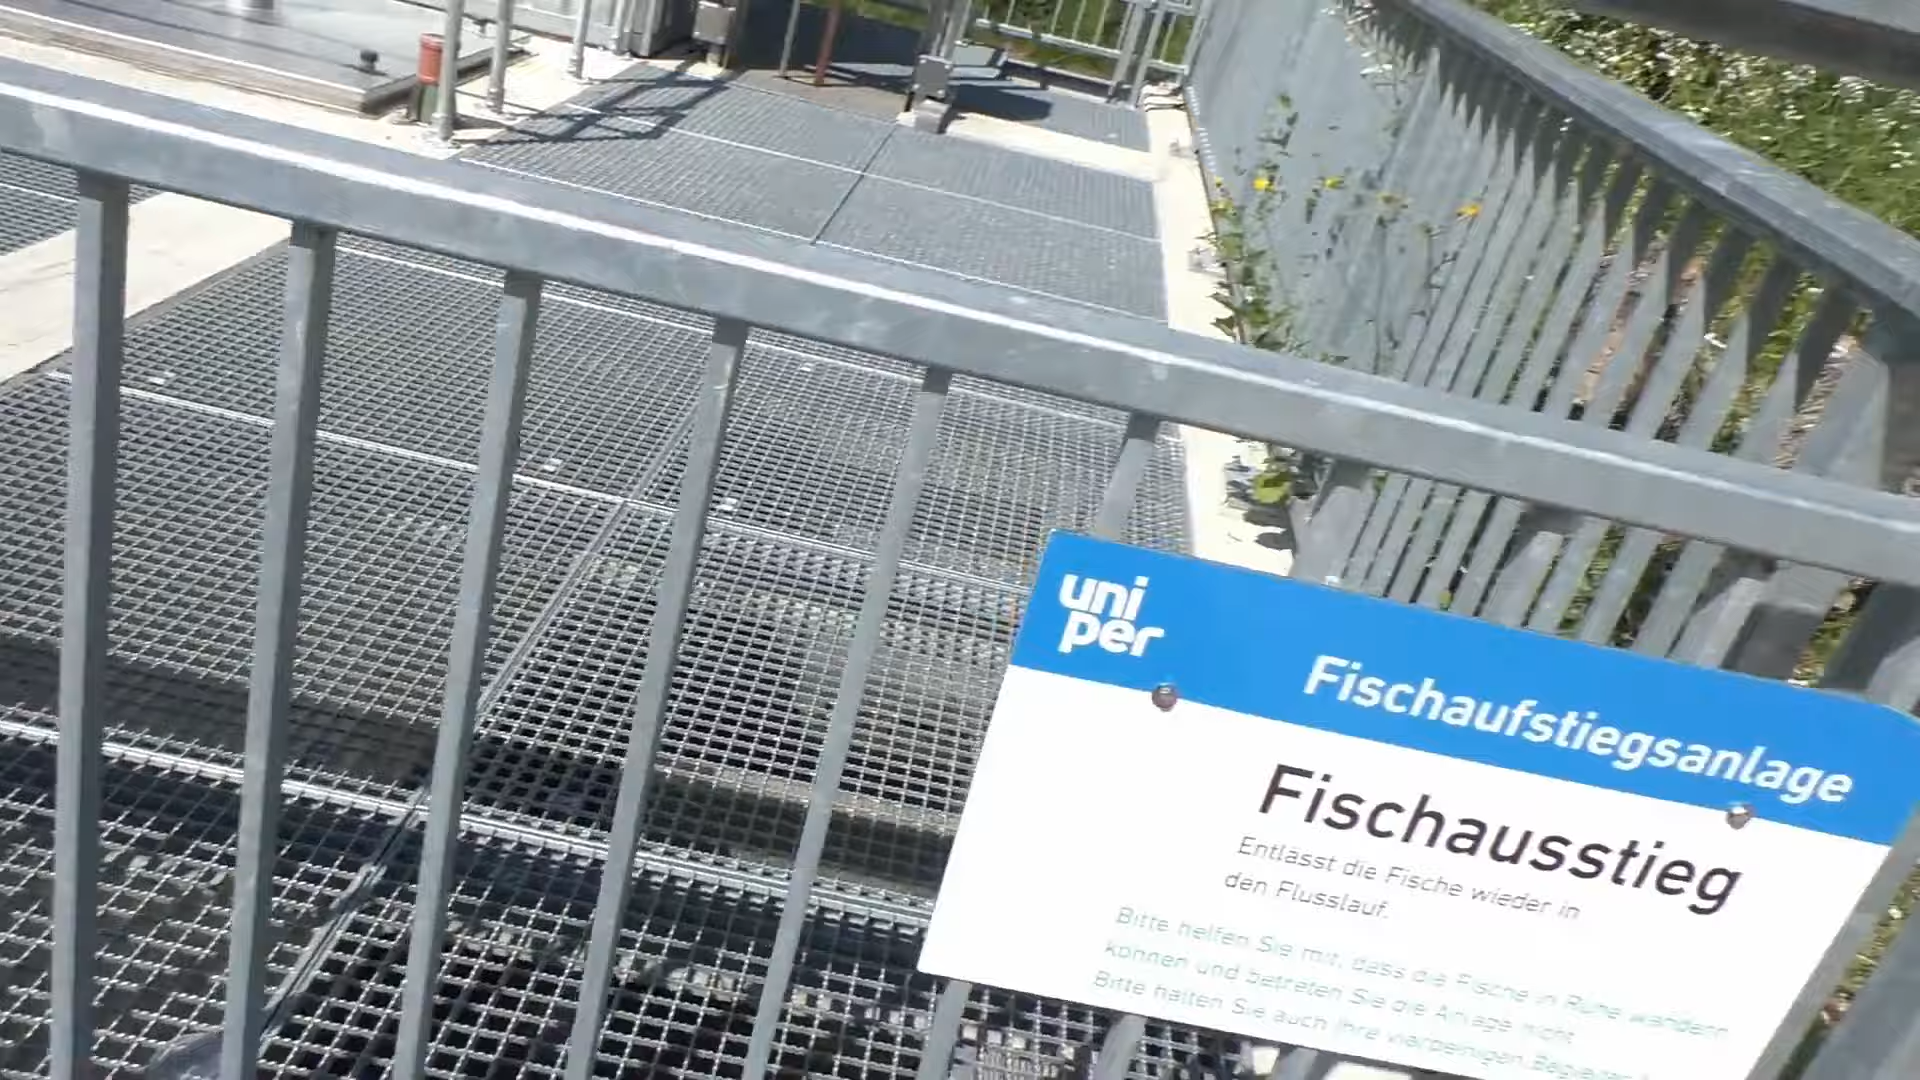 uni
per
Fischaufstiegsanlage
Fischausstieg
Entlässt die Fische wieder in
den Flusslauf.
Bitte helfen Sie mit, dass die Fische in Ruhe wandern
können und betreten Sie die Anlage nicht
Bitte halten Sie auch Ihre vierbeinigen Begleiter